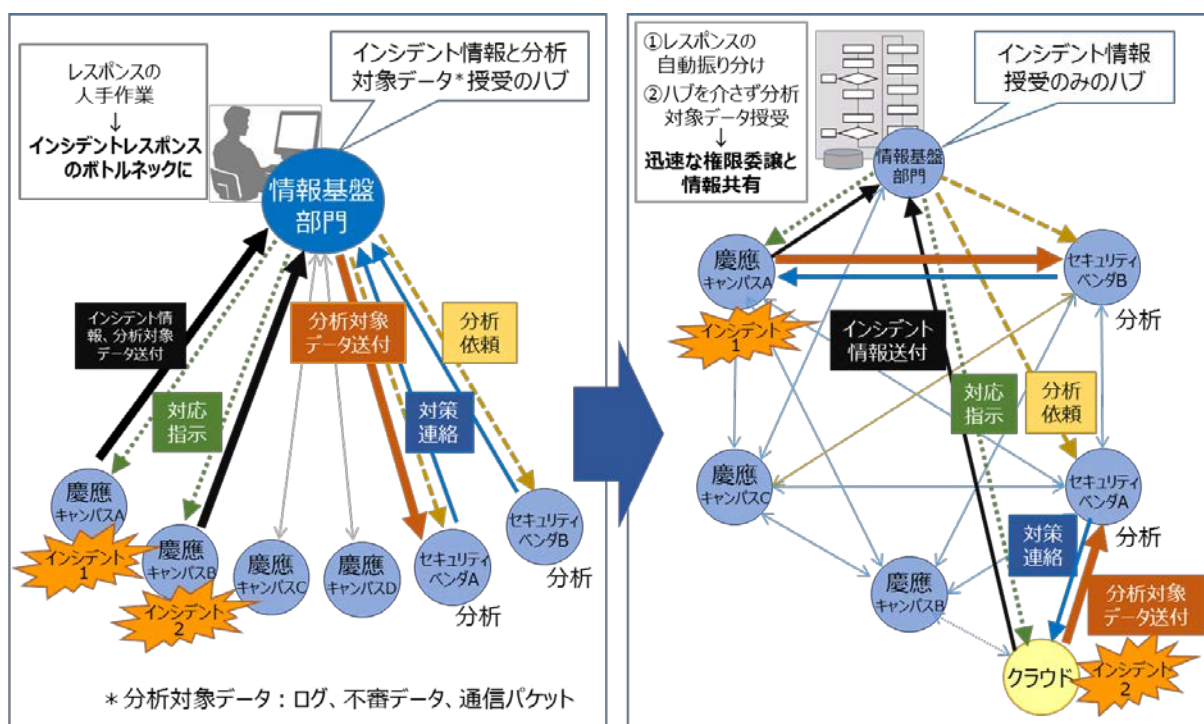 レスポンスの
人手作業
↓
インシデントレスポンス
のボトルネックに
インシデント情報と分析
対象データ*授受のハブ
情報基盤
部門
インシデント情
報、分析対象
データ送付
分析対象
データ送付
分析
依頼
対応
指示
対策
連絡
慶應
キャンパスA
インシデント
1
慶應
キャンパスB
インシデント
2
慶應
キャンパスC
慶應
キャンパスD
セキュリティ
ベンダA
分析
セキュリティ
ベンダB
分析
*分析対象データ：ログ、不審データ、通信パケット
①レスポンスの
自動振り分け
②ハブを介さず分析
対象データ授受
↓
迅速な権限委譲と
情報共有
インシデント情報
授受のみのハブ
情報基盤
部門
慶應
キャンパスA
インシデント
1
セキュリティ
ベンダB
分析
インシデント
情報送付
対応
指示
分析
依頼
慶應
キャンパスC
セキュリティ
ベンダA
分析
対策
連絡
慶應
キャンパスB
分析対象
データ送付
クラウド
インシデント
2